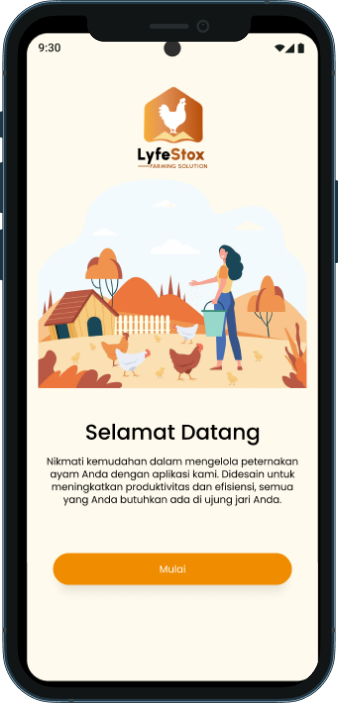 9:30
LyfeStox
FARMING SOLUTION
Selamat Datang
Nikmati kemudahan dalam mengelola peternakan
ayam Anda dengan aplikasi kami. Didesain untuk
meningkatkan produktivitas dan efisiensi, semua
yang Anda butuhkan ada di ujung jari Anda.
Mulai